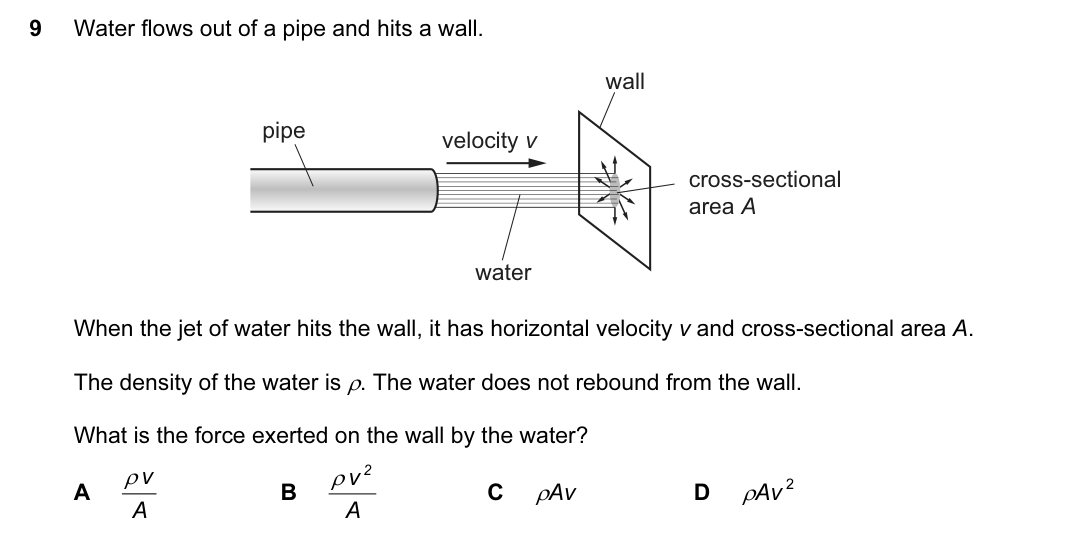 9 Water flows out of a pipe and hits a wall.
wall
pipe
velocity v
cross-sectional
area A
water
When the jet of water hits the wall, it has horizontal velocity v and cross-sectional area A.
The density of the water is ρ. The water does not rebound from the wall.
What is the force exerted on the wall by the water?
A ρv/A B ρv²/A C ρAv D ρAv²